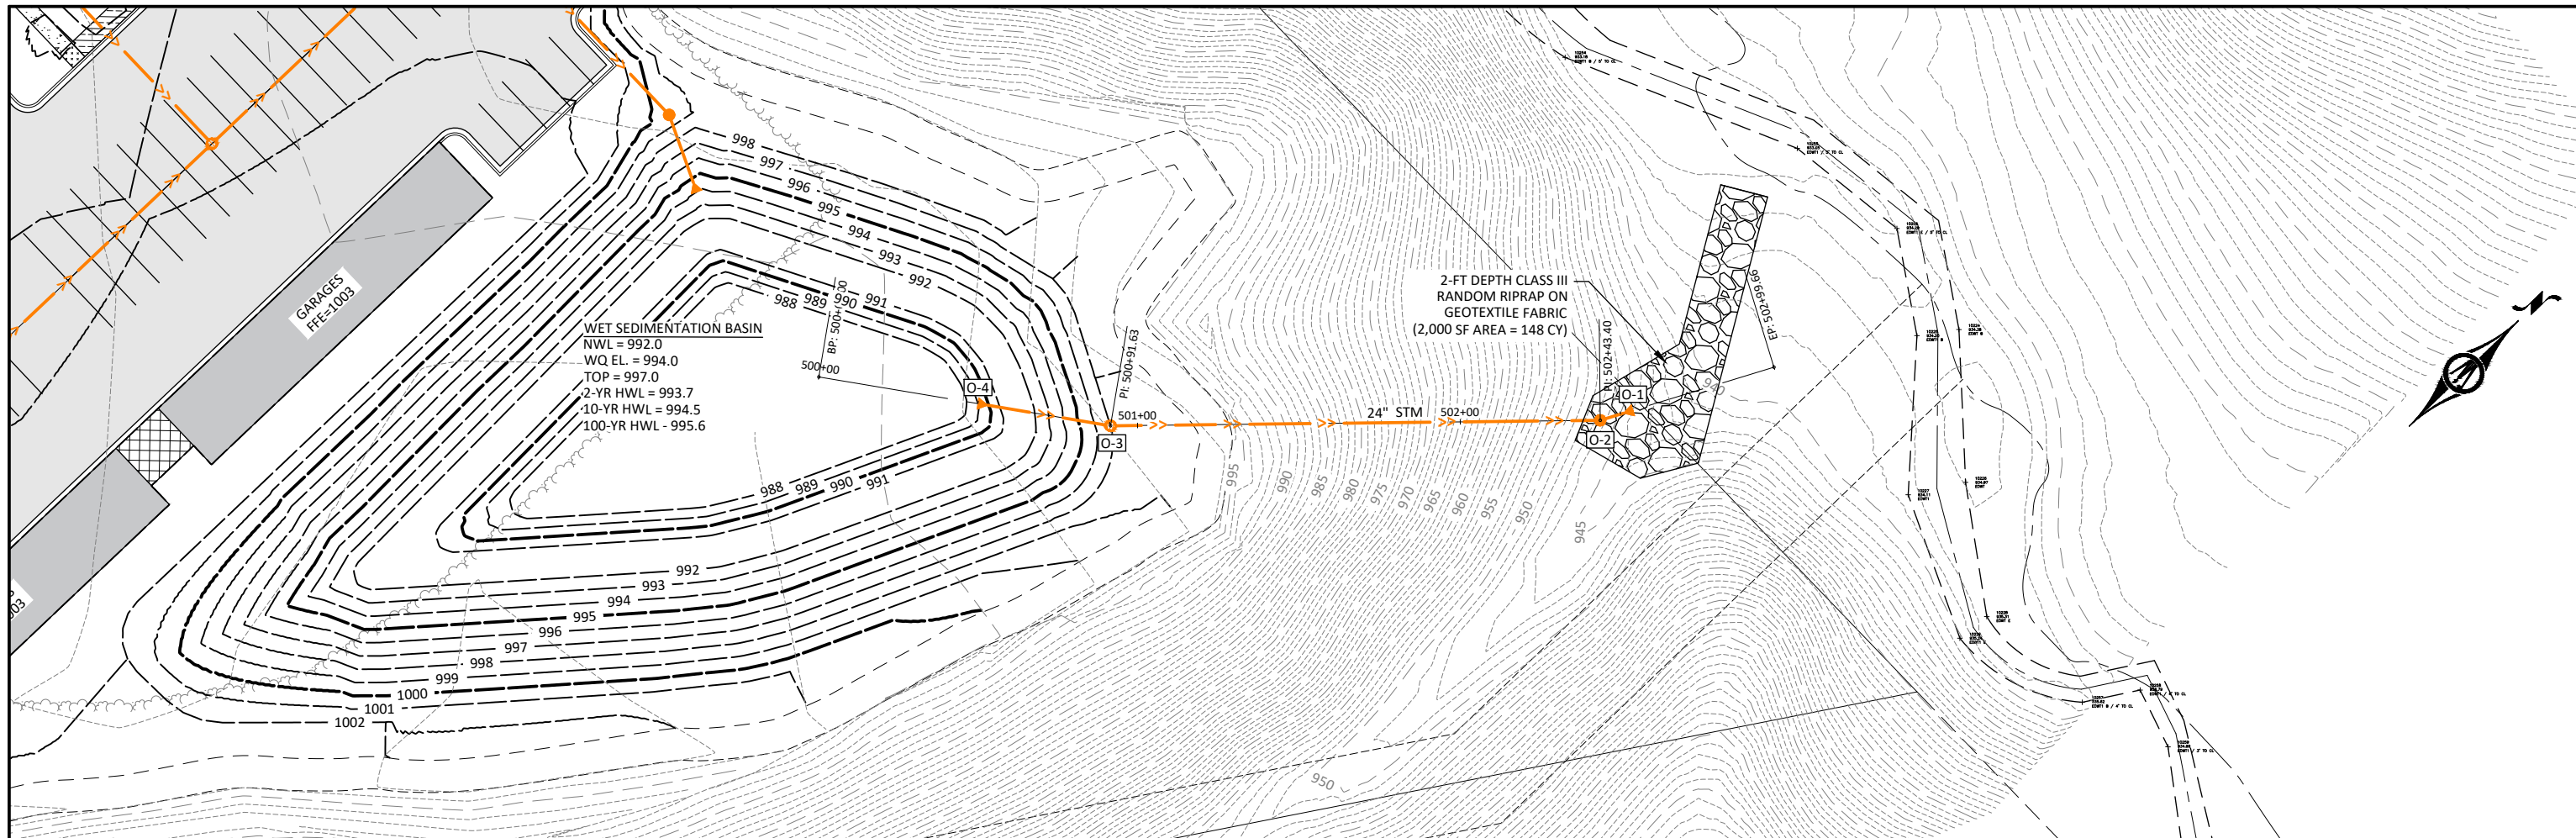 998
997
996
995
994
993
992
991
990
989
988
BP: 500+
500+00
WET SEDIMENTATION BASIN
NWL = 992.0
WQ EL. = 994.0
TOP = 997.0
2-YR HWL = 993.7
10-YR HWL = 994.5
100-YR HWL - 995.6
GARAGES
FFE=1003
O-4
PI: 500+91.63
501+00
O-3
24" STM
502+00
2-FT DEPTH CLASS III
RANDOM RIPRAP ON
GEOTEXTILE FABRIC
(2,000 SF AREA = 148 CY)
PI: 502+43.40
O-1
O-2
EP: 502+99.66
940
N
988
989
990
991
995
990
985
980
975
970
965
960
955
950
945
992
993
994
995
996
997
998
999
1000
1001
1002
950